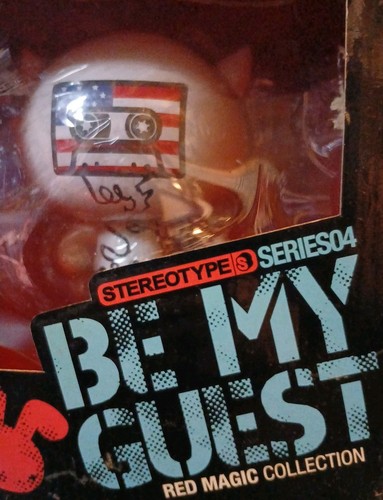 STEREOTYPE S SERIES04
BE MY
GUEST
RED MAGIC COLLECTION